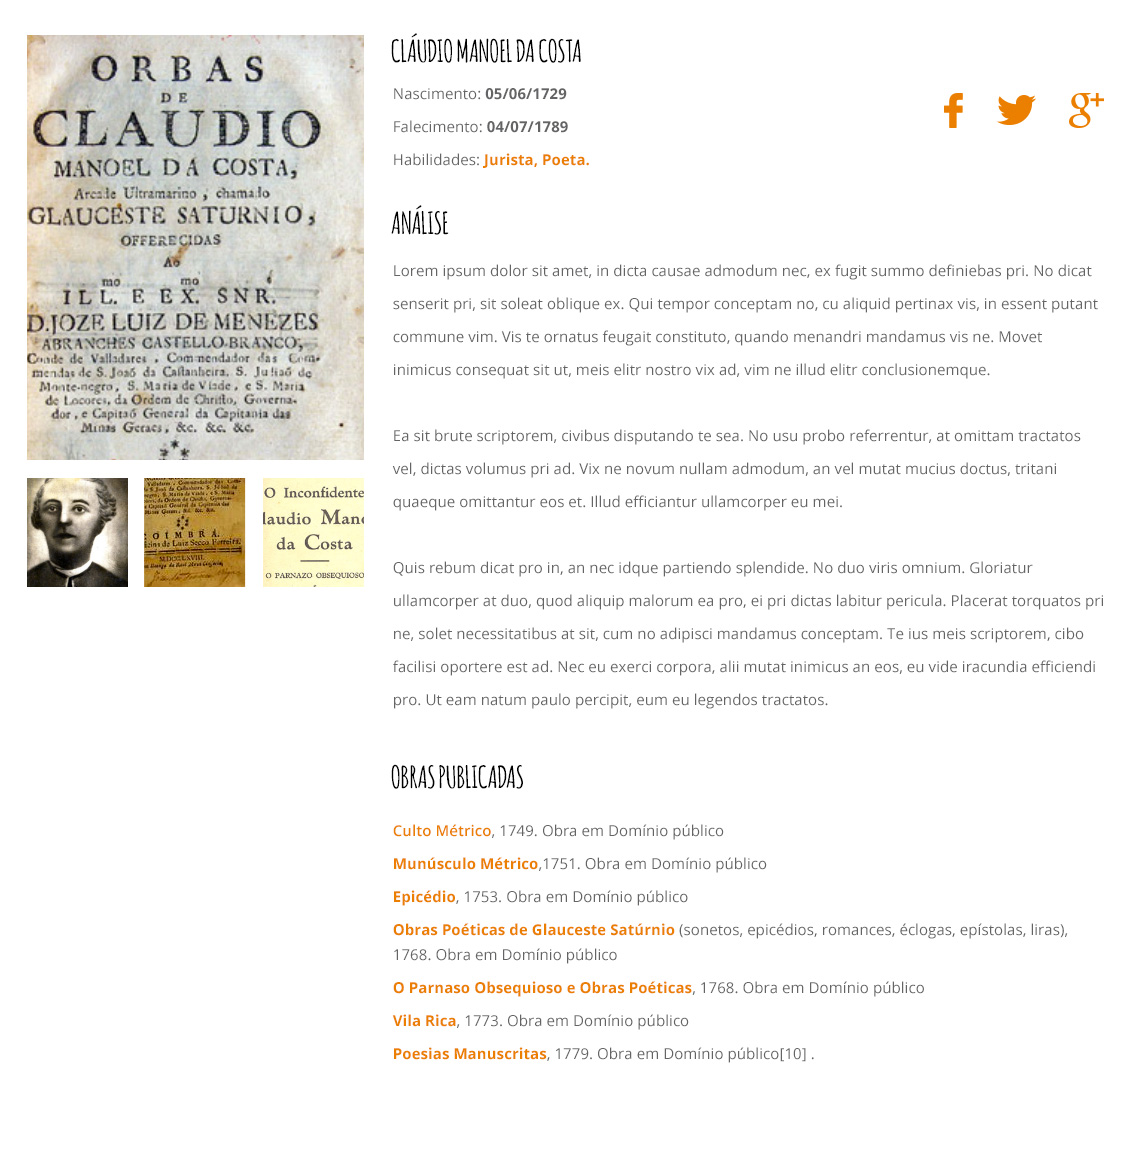 ORBAS
DE
CLAUDIO
MANOEL DA COSTA,
Arcade Ultramarino , chamado
GLAUCESTE SATURNIO,
OFFERECIDAS
AO
mo mo
ILL. E EX. SNR.
D.JOZE LUIZ DE MENEZES
ABRANCHES CASTELLO-BRANCO,
Conde de Valladares , Commendador das Com-
mendas de S. Joaõ da Castanheira, S. Juliaõ de
Monte-negro, S. Maria de Viade, e S. Maria
de Locores, da Ordem de Christo, Governa-
dor , e Capitaõ General da Capitania das
Minas Geraes, &c. &c. &c.
COIMBRA.
Officina de Luiz Secco Ferreira.
O Inconfidente
laudio Mano
da Costa
O PARNAZO OBSEQUIOSO
CLÁUDIO MANOEL DA COSTA
Nascimento: 05/06/1729
Falecimento: 04/07/1789
Habilidades: Jurista, Poeta.
f
g+
ANÁLISE
Lorem ipsum dolor sit amet, in dicta causae admodum nec, ex fugit summo definiebas pri. No dicat
senserit pri, sit soleat oblique ex. Qui tempor conceptam no, cu aliquid pertinax vis, in essent putant
commune vim. Vis te ornatus feugait constituto, quando menandri mandamus vis ne. Movet
inimicus consequat sit ut, meis elitr nostro vix ad, vim ne illud elitr conclusionemque.
Ea sit brute scriptorem, civibus disputando te sea. No usu probo referrentur, at omittam tractatos
vel, dictas volumus pri ad. Vix ne novum nullam admodum, an vel mutat mucius doctus, tritani
quaeque omittantur eos et. Illud efficiantur ullamcorper eu mei.
Quis rebum dicat pro in, an nec idque partiendo splendide. No duo viris omnium. Gloriatur
ullamcorper at duo, quod aliquip malorum ea pro, ei pri dictas labitur pericula. Placerat torquatos pri
ne, solet necessitatibus at sit, cum no adipisci mandamus conceptam. Te ius meis scriptorem, cibo
facilisi oportere est ad. Nec eu exerci corpora, alii mutat inimicus an eos, eu vide iracundia efficiendi
pro. Ut eam natum paulo percipit, eum eu legendos tractatos.
OBRAS PUBLICADAS
Culto Métrico, 1749. Obra em Domínio público
Munúsculo Métrico,1751. Obra em Domínio público
Epicédio, 1753. Obra em Domínio público
Obras Poéticas de Glauceste Satúrnio (sonetos, epicédios, romances, éclogas, epístolas, liras),
1768. Obra em Domínio público
O Parnaso Obsequioso e Obras Poéticas, 1768. Obra em Domínio público
Vila Rica, 1773. Obra em Domínio público
Poesias Manuscritas, 1779. Obra em Domínio público[10] .